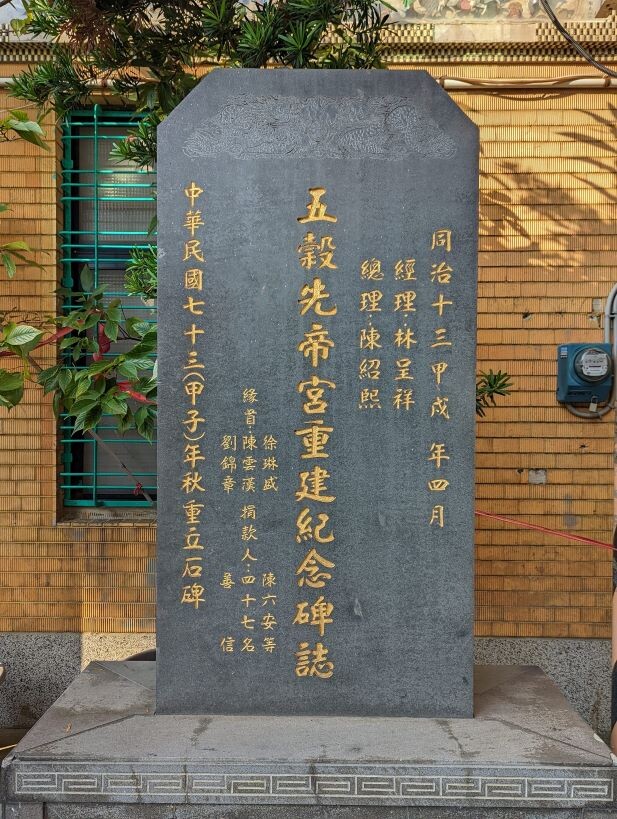 同治十三甲戍 年四月
經理林呈祥
總理陳紹熙
五穀先帝宮重建紀念碑誌
徐琳盛
緣首:陳雲漢
劉錦章
陳六安等
捐款人:四十七名
善 信
中華民國七十三(甲子)年秋重立石碑